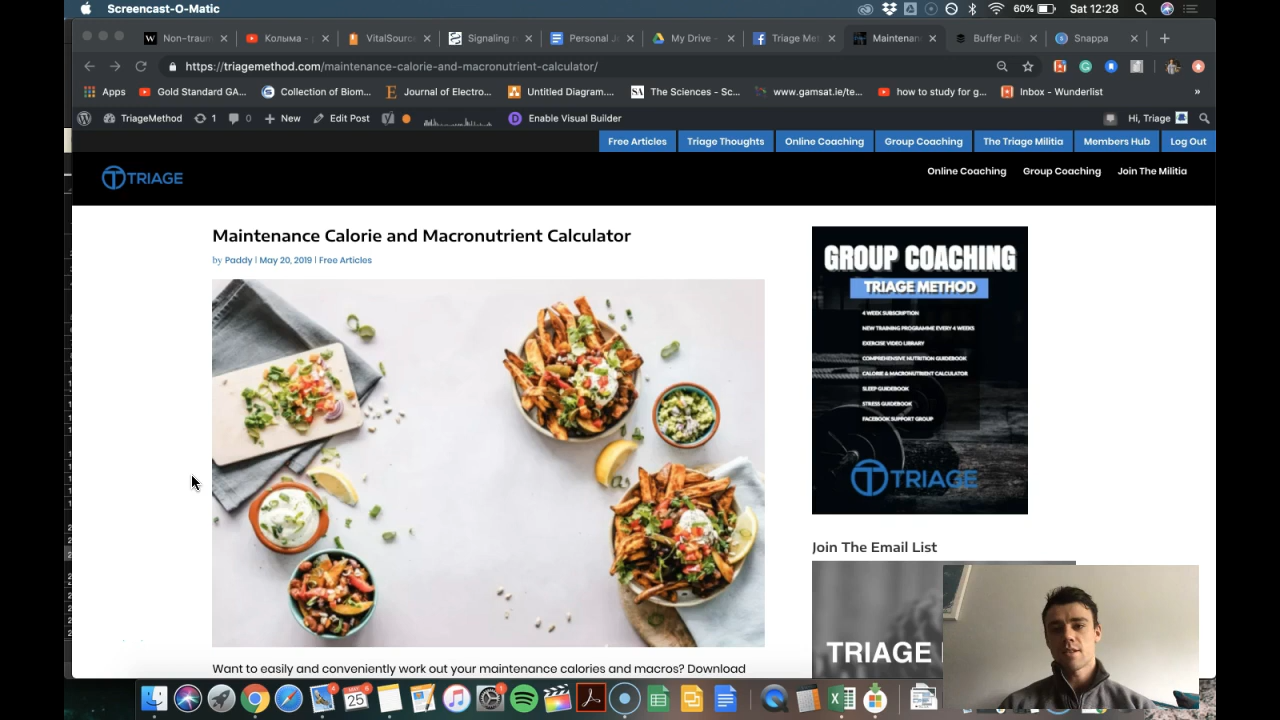 Screencast-O-Matic
60%
Sat 12:28
Non-traum
Колыма - р
VitalSourc
Signaling r
Personal J
My Drive -
Triage Met
Maintenan
Buffer Pub
Snappa
https://triagemethod.com/maintenance-calorie-and-macronutrient-calculator/
Apps
Gold Standard GA...
Collection of Biom...
Journal of Electro...
Untitled Diagram....
The Sciences - Sc...
www.gamsat.ie/te...
how to study for g...
Inbox - Wunderlist
»
TriageMethod
1
0
New
Edit Post
Enable Visual Builder
Hi, Triage
Free Articles
Triage Thoughts
Online Coaching
Group Coaching
The Triage Militia
Members Hub
Log Out
TRIAGE
Online Coaching
Group Coaching
Join The Militia
Maintenance Calorie and Macronutrient Calculator
by Paddy | May 20, 2019 | Free Articles
GROUP COACHING
TRIAGE METHOD
4 WEEK SUBSCRIPTION
NEW TRAINING PROGRAMME EVERY 4 WEEKS
EXERCISE VIDEO LIBRARY
COMPREHENSIVE NUTRITION GUIDEBOOK
CALORIE & MACRONUTRIENT CALCULATOR
SLEEP GUIDEBOOK
STRESS GUIDEBOOK
FACEBOOK SUPPORT GROUP
TRIAGE
Join The Email List
TRIAGE
Want to easily and conveniently work out your maintenance calories and macros? Download